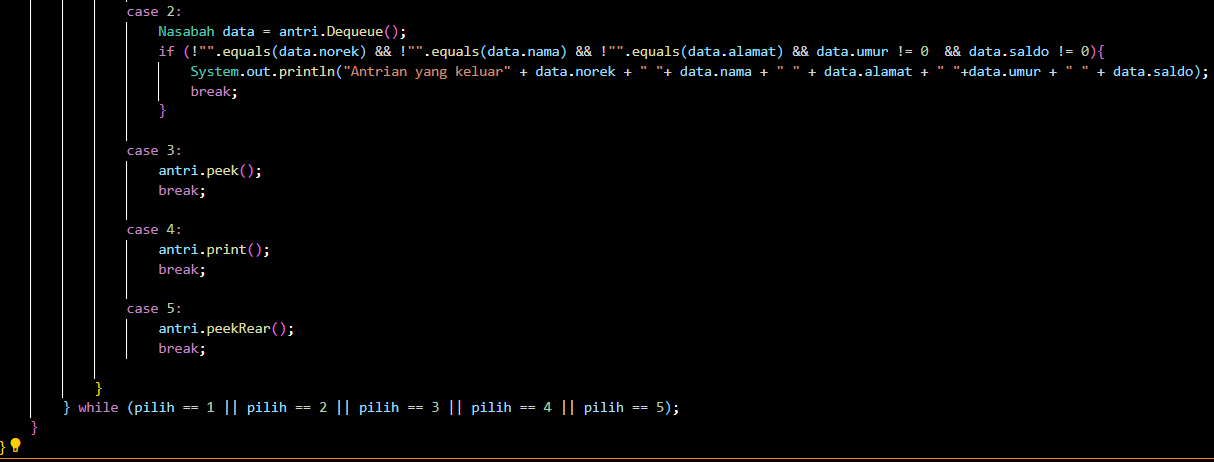 case 2:
Nasabah data = antri.Dequeue();
if (!"".equals(data.norek) && !"".equals(data.nama) && !"".equals(data.alamat) && data.umur != 0  && data.saldo != 0){
System.out.println("Antrian yang keluar" + data.norek + " "+ data.nama + " " + data.alamat + " "+data.umur + " " + data.saldo);
break;
}
case 3:
antri.peek();
break;
case 4:
antri.print();
break;
case 5:
antri.peekRear();
break;
}
} while (pilih == 1 || pilih == 2 || pilih == 3 || pilih == 4 || pilih == 5);
}
}